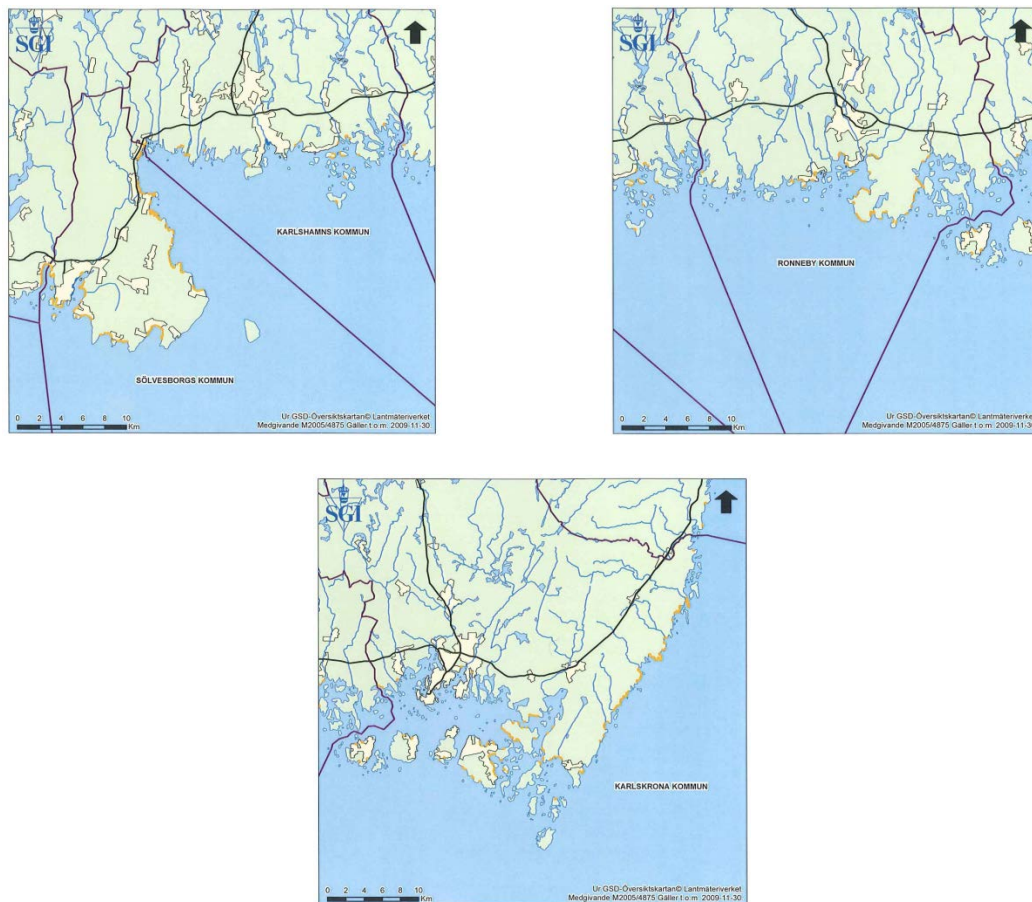 SGI
KARLSHAMNS KOMMUN
SÖLVESBORGS KOMMUN
0 2 4 6 8 10
Km
Ur GSD-Översiktskartan© Lantmäteriverket
Medgivande M2005/4875 Gäller t.o.m. 2009-11-30
SGI
RONNEBY KOMMUN
0 2 4 6 8 10
Km
Ur GSD-Översiktskartan© Lantmäteriverket
Medgivande M2005/4875 Gäller t.o.m. 2009-11-30
SGI
KARLSKRONA KOMMUN
0 2 4 6 8 10
Km
Ur GSD-Översiktskartan© Lantmäteriverket
Medgivande M2005/4875 Gäller t.o.m. 2009-11-30